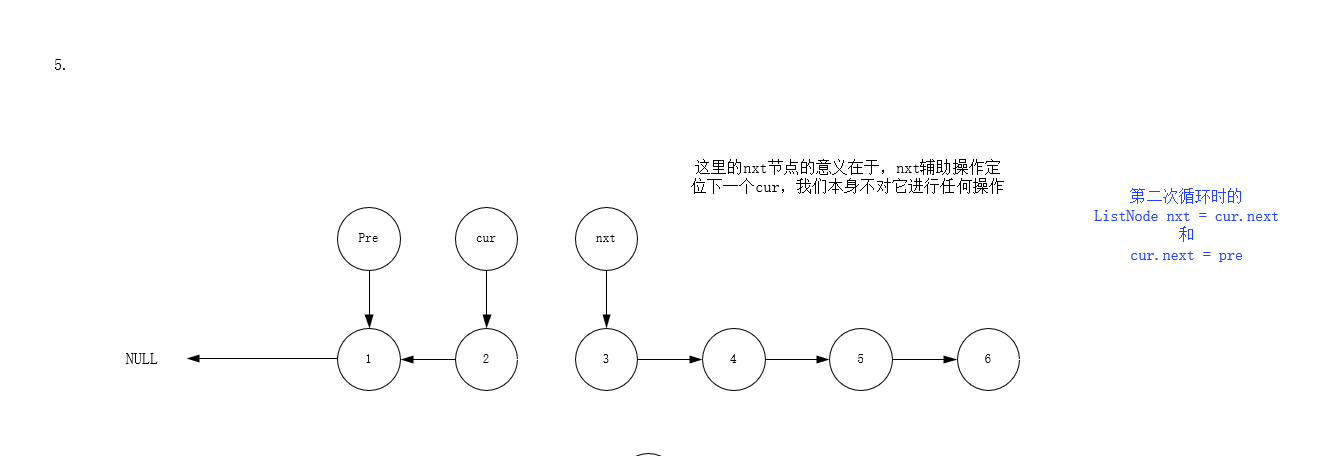 5.
这里的nxt节点的意义在于，nxt辅助操作定
位下一个cur，我们本身不对它进行任何操作
第二次循环时的
ListNode nxt = cur.next
和
cur.next = pre
Pre
cur
nxt
NULL
1
2
3
4
5
6